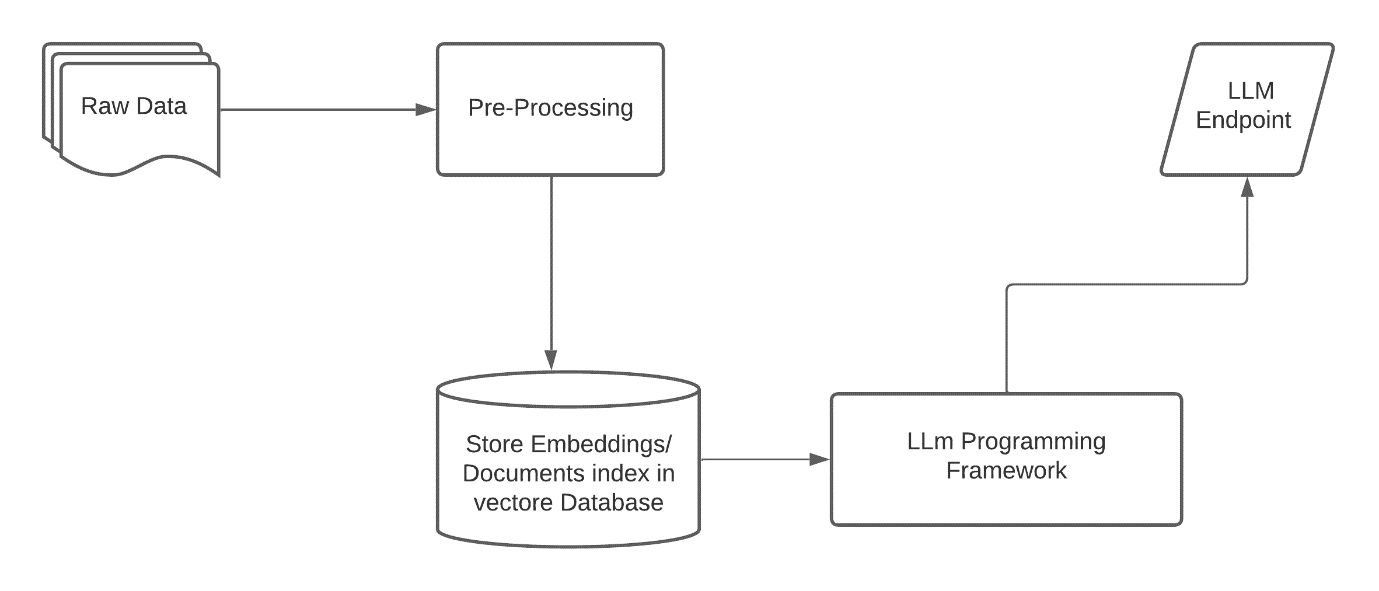 Raw Data
Pre-Processing
LLM
Endpoint
Store Embeddings/
Documents index in
vectore Database
LLm Programming
Framework